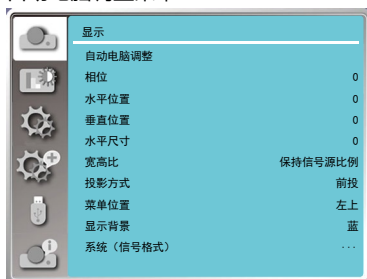 显示
自动电脑调整
相位 0
水平位置 0
垂直位置 0
水平尺寸 0
宽高比 保持信号源比例
投影方式 前投
菜单位置 左上
显示背景 蓝
系统（信号格式） ···